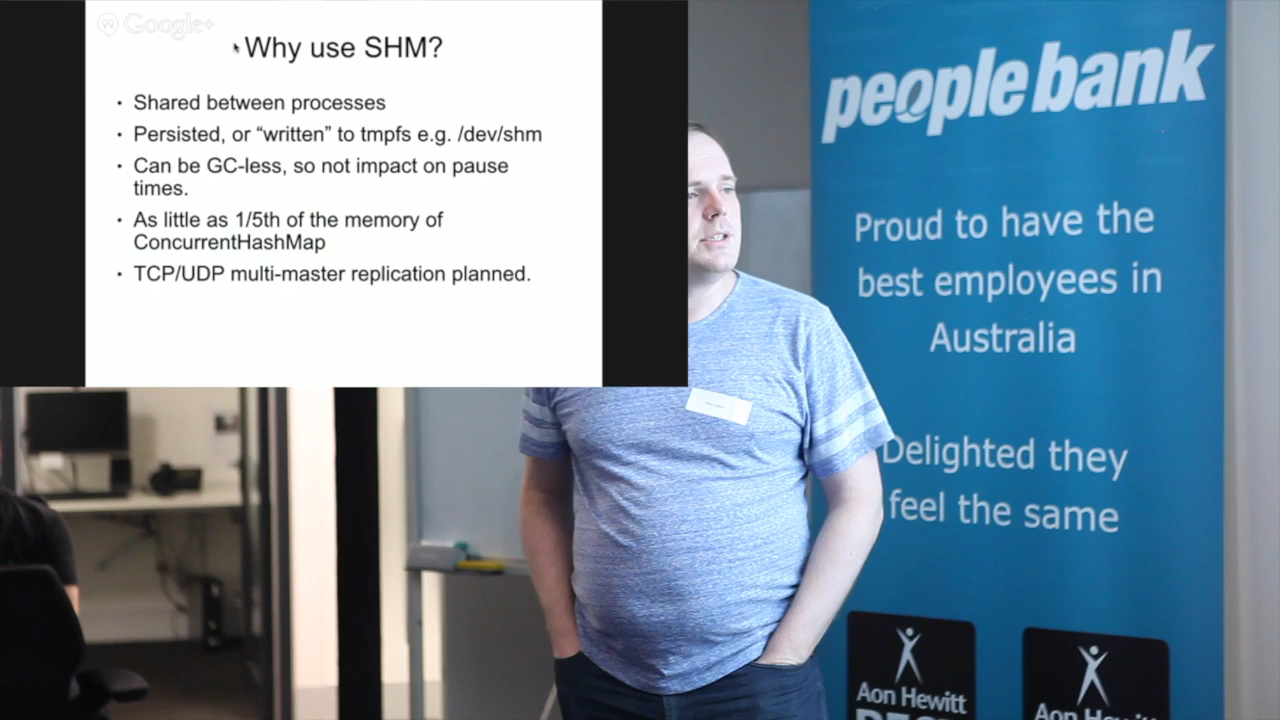 Google+
Why use SHM?
• Shared between processes
• Persisted, or “written” to tmpfs e.g. /dev/shm
• Can be GC-less, so not impact on pause
times.
• As little as 1/5th of the memory of
ConcurrentHashMap
• TCP/UDP multi-master replication planned.
peoplebank
Proud to have the
best employees in
Australia
Delighted they
feel the same
Aon Hewitt
Aon Hewitt